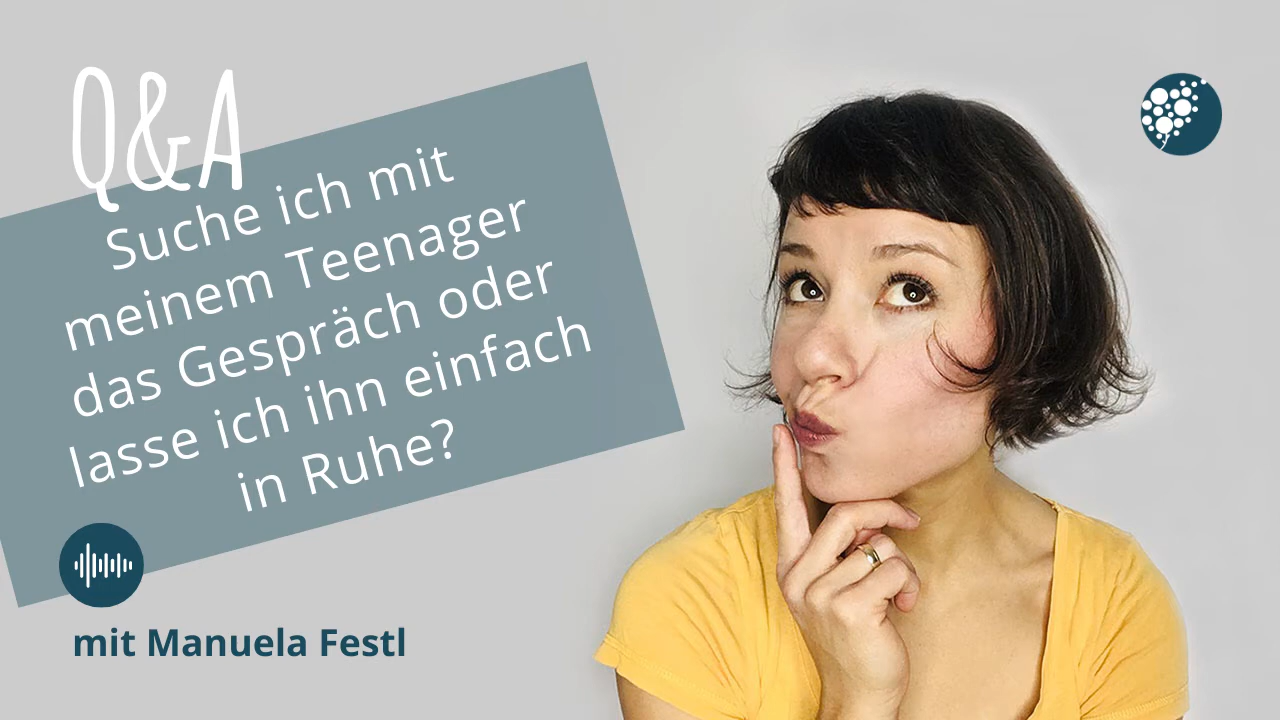 Q&A
Suche ich mit
meinem Teenager
das Gespräch oder
lasse ich ihn einfach
in Ruhe?
mit Manuela Festl